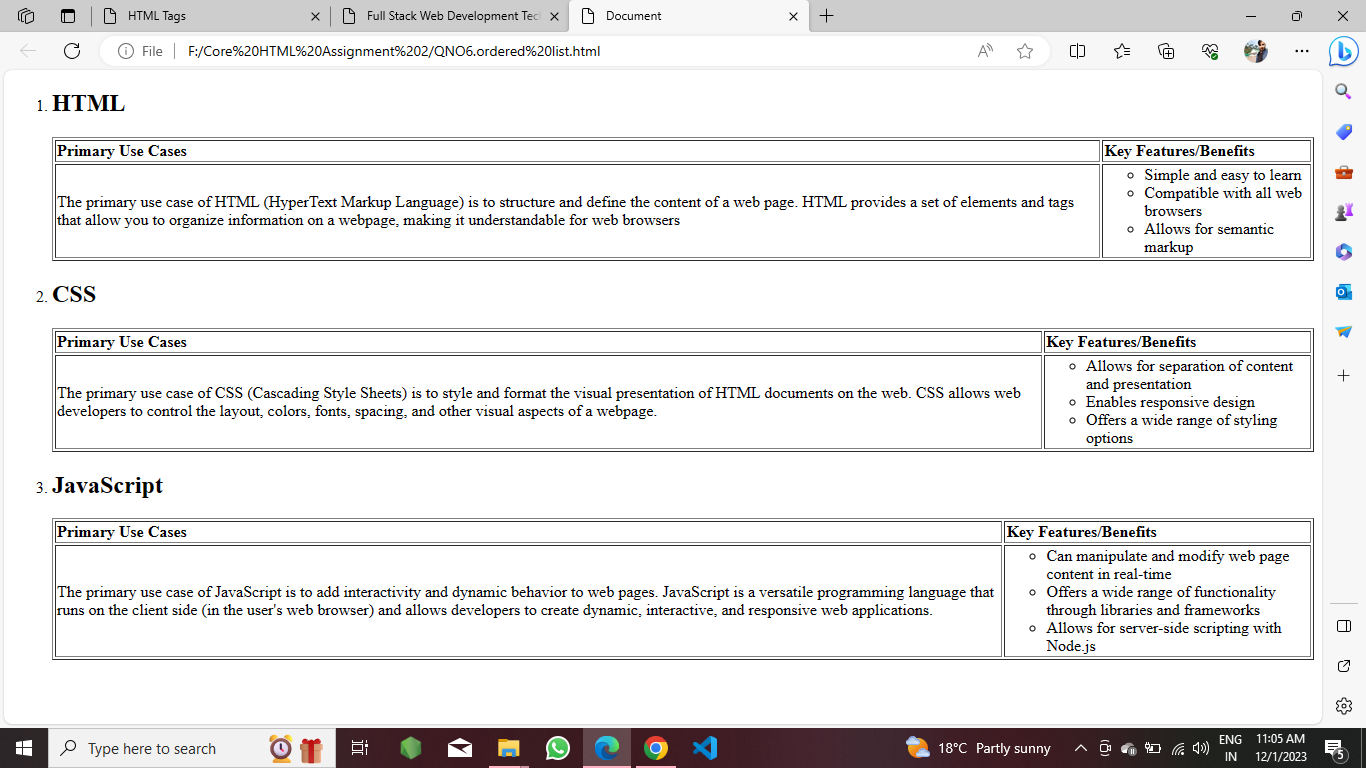 HTML Tags
Full Stack Web Development Tec
Document
File
F:/Core%20HTML%20Assignment%202/QNO6.ordered%20list.html
1. HTML
Primary Use Cases
Key Features/Benefits
The primary use case of HTML (HyperText Markup Language) is to structure and define the content of a web page. HTML provides a set of elements and tags
that allow you to organize information on a webpage, making it understandable for web browsers
Simple and easy to learn
Compatible with all web
browsers
Allows for semantic
markup
2. CSS
Primary Use Cases
Key Features/Benefits
The primary use case of CSS (Cascading Style Sheets) is to style and format the visual presentation of HTML documents on the web. CSS allows web
developers to control the layout, colors, fonts, spacing, and other visual aspects of a webpage.
Allows for separation of content
and presentation
Enables responsive design
Offers a wide range of styling
options
3. JavaScript
Primary Use Cases
Key Features/Benefits
The primary use case of JavaScript is to add interactivity and dynamic behavior to web pages. JavaScript is a versatile programming language that
runs on the client side (in the user's web browser) and allows developers to create dynamic, interactive, and responsive web applications.
Can manipulate and modify web page
content in real-time
Offers a wide range of functionality
through libraries and frameworks
Allows for server-side scripting with
Node.js
Type here to search
18°C Partly sunny
ENG
IN
11:05 AM
12/1/2023
5